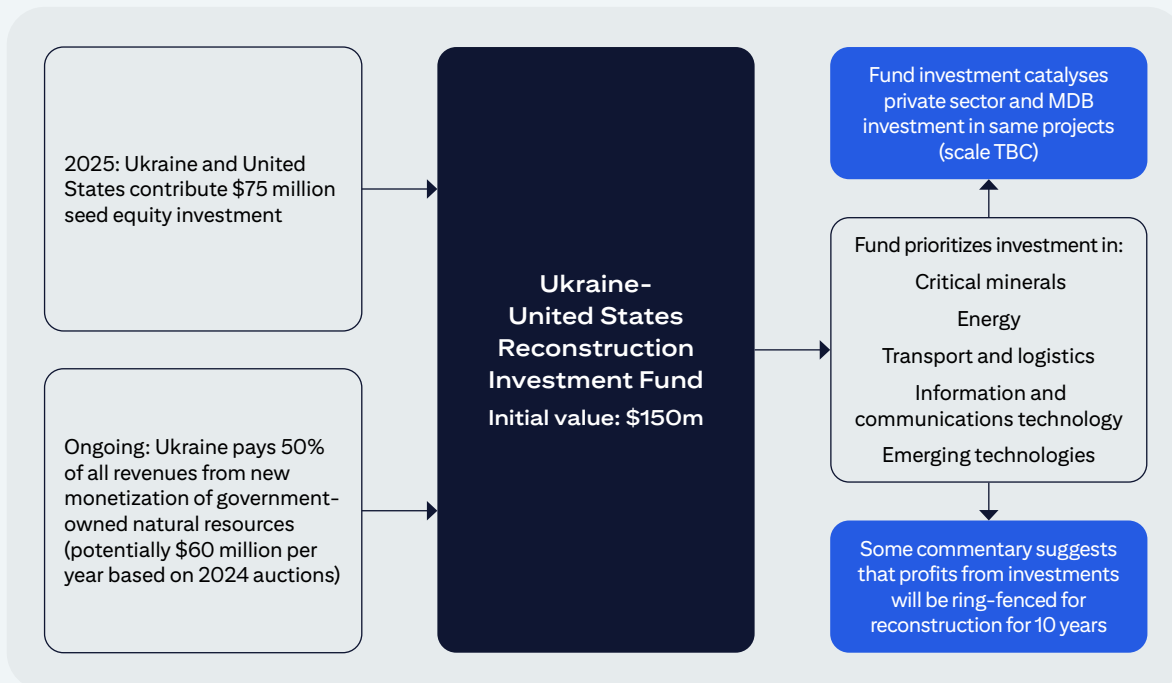 2025: Ukraine and United
States contribute $75 million
seed equity investment
Ongoing: Ukraine pays 50%
of all revenues from new
monetization of government-
owned natural resources
(potentially $60 million per
year based on 2024 auctions)
Ukraine-
United States
Reconstruction
Investment Fund
Initial value: $150m
Fund investment catalyses
private sector and MDB
investment in same projects
(scale TBC)
Fund prioritizes investment in:
Critical minerals
Energy
Transport and logistics
Information and
communications technology
Emerging technologies
Some commentary suggests
that profits from investments
will be ring-fenced for
reconstruction for 10 years